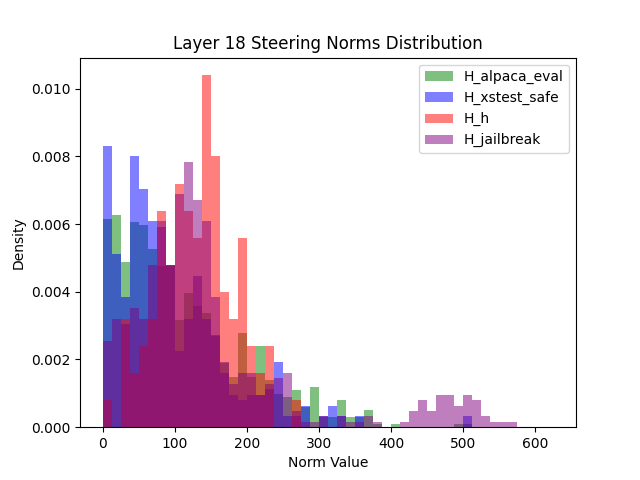 Layer 18 Steering Norms Distribution
H_alpaca_eval
H_xstest_safe
H_h
H_jailbreak
Density
0.010
0.008
0.006
0.004
0.002
0.000
0
100
200
300
400
500
600
Norm Value